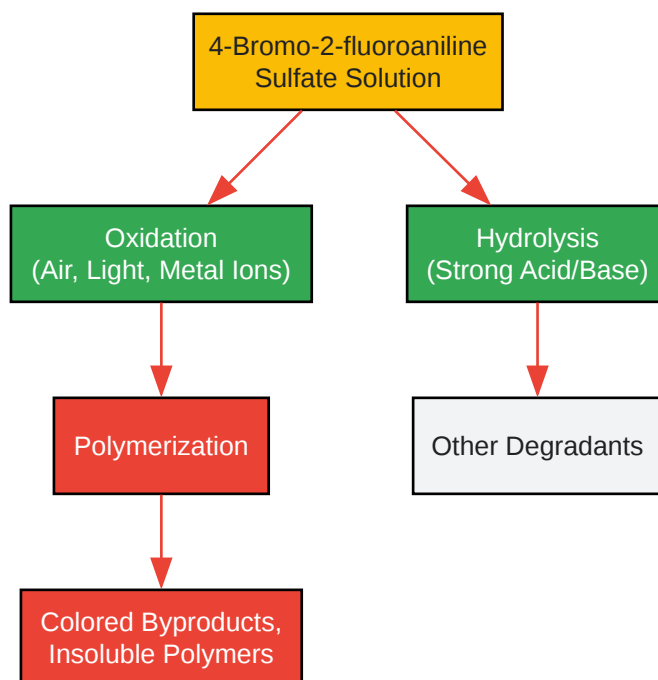 4-Bromo-2-fluoroaniline
Sulfate Solution
Oxidation
(Air, Light, Metal Ions)
Hydrolysis
(Strong Acid/Base)
Polymerization
Other Degradants
Colored Byproducts,
Insoluble Polymers